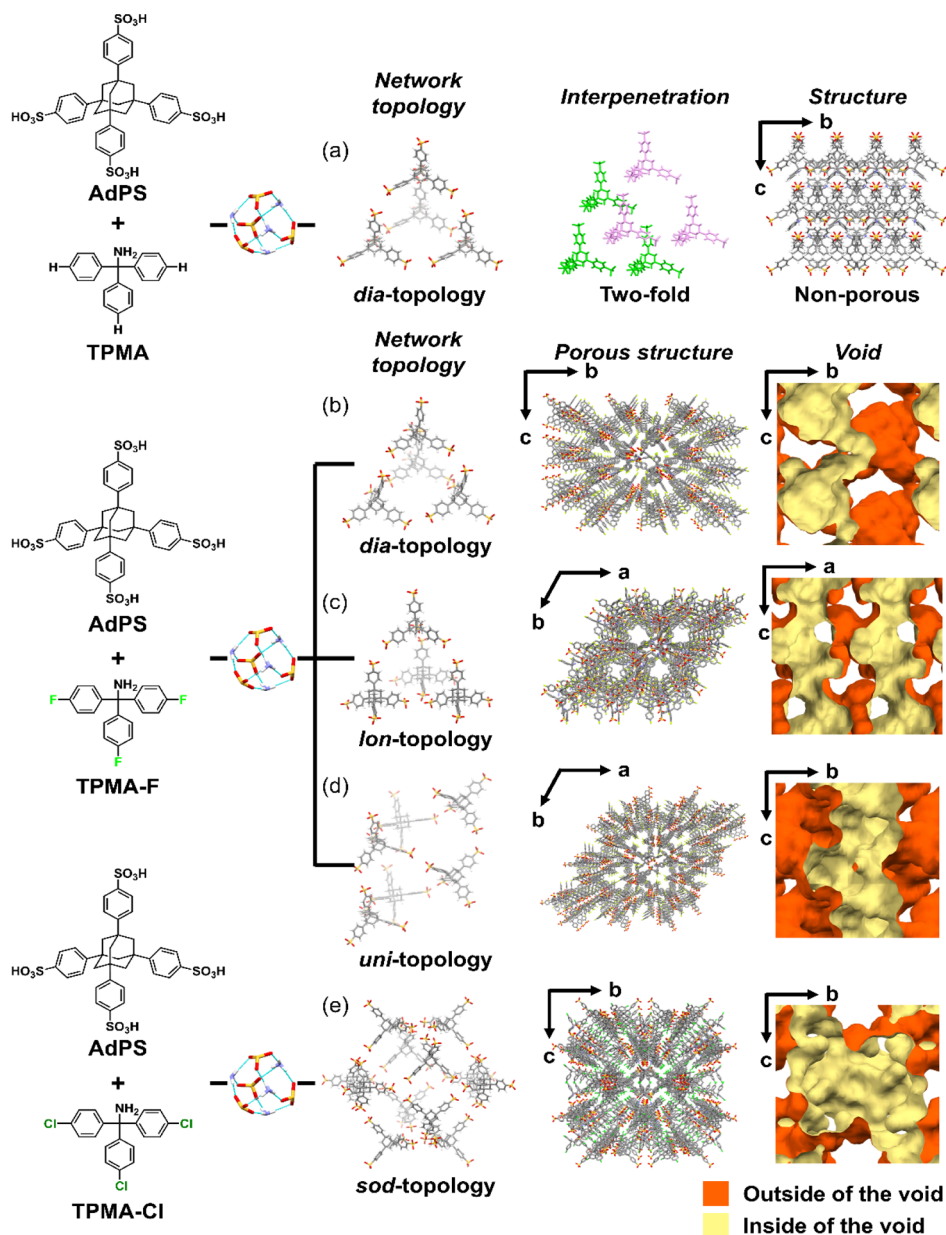 SO₃H
HO₃S
SO₃H
SO₃H
AdPS
+
NH₂
H
H
H
TPMA
Network
topology
Interpenetration
Structure
(a)
b
c
dia-topology
Two-fold
Non-porous
Network
topology
Porous structure
Void
SO₃H
HO₃S
SO₃H
SO₃H
AdPS
+
NH₂
F
F
F
TPMA-F
(b)
b
c
b
c
dia-topology
(c)
a
b
a
c
lon-topology
(d)
a
b
b
c
uni-topology
SO₃H
HO₃S
SO₃H
SO₃H
AdPS
+
NH₂
Cl
Cl
Cl
TPMA-Cl
(e)
b
c
b
c
sod-topology
Outside of the void
Inside of the void